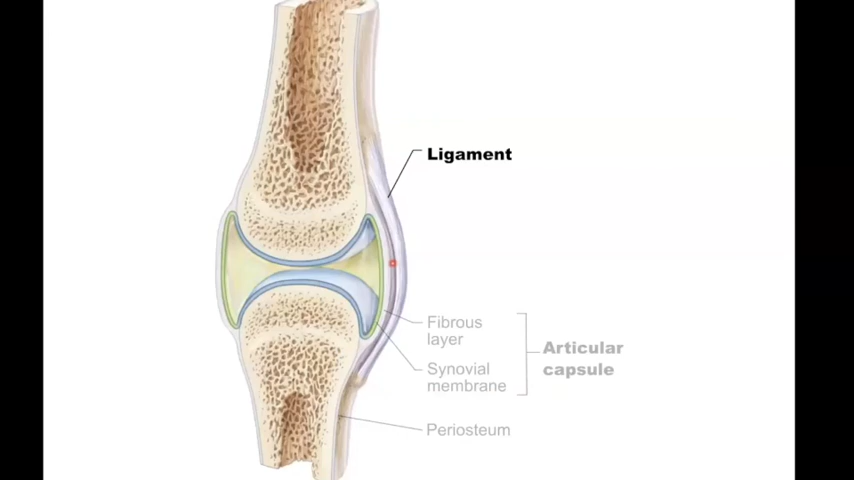 Ligament
Fibrous
layer
Articular
capsule
Synovial
membrane
Periosteum